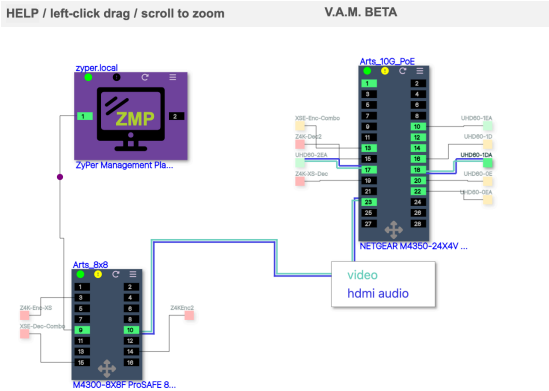 HELP / left-click drag / scroll to zoom
V.A.M. BETA
zyper.local
1
ZMP
2
ZyPer Management Pla...
Arts_10G_PoE
1 2
3 4
5 6
7 8
9 10
11 12
13 14
15 16
17 18
19 20
21 22
23 24
25 26
27 28
XSE-Enc-Combo
Z4K-Dec2
UHD60-2EA
Z4K-XS-Dec
UHD60-1EA
UHD60-1D
UHD60-1DA
UHD60-0E
UHD60-0EA
NETGEAR M4350-24X4V ...
video
hdmi audio
Arts_8x8
1 2
3 4
5 6
7 8
9 10
11 12
13 14
15 16
Z4K-Enc-XS
XSE-Dec-Combo
Z4KEnc2
M4300-8X8F ProSAFE 8...